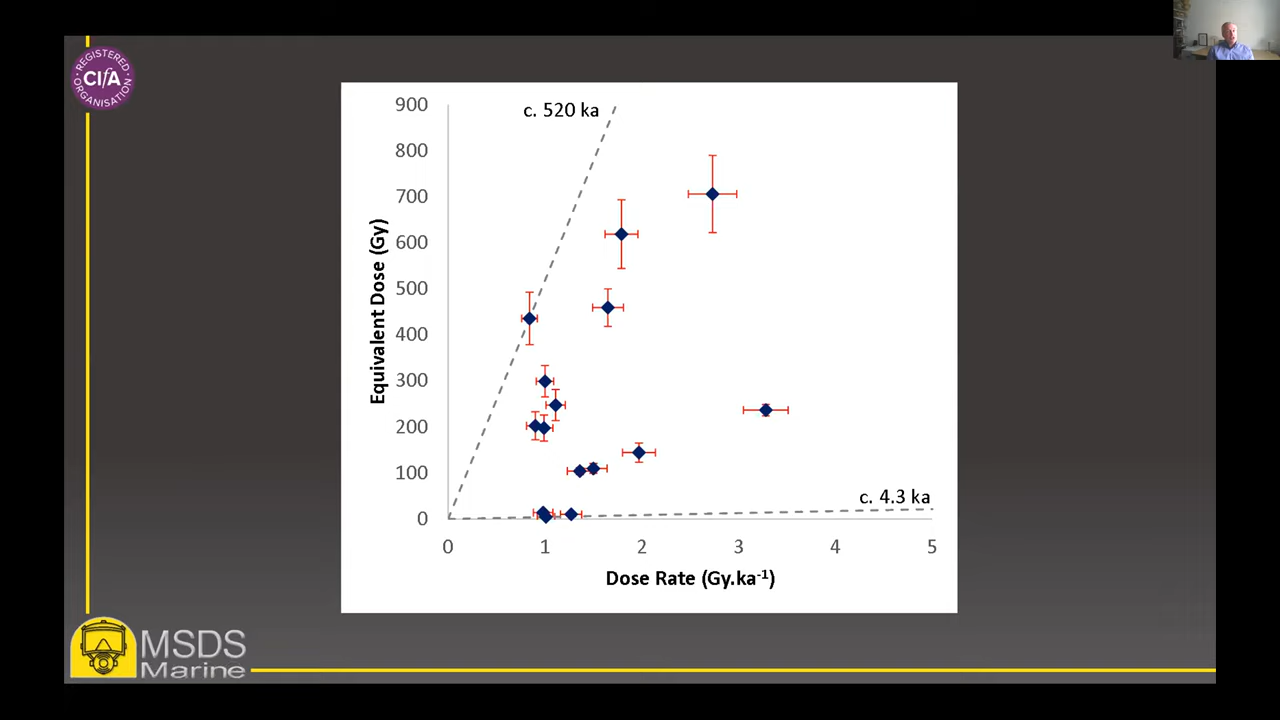 REGISTERED
CIfA
ORGANISATION
900
c. 520 ka
800
700
600
500
400
300
200
100
0
Equivalent Dose (Gy)
c. 4.3 ka
0 1 2 3 4 5
Dose Rate (Gy.ka⁻¹)
MSDS
Marine